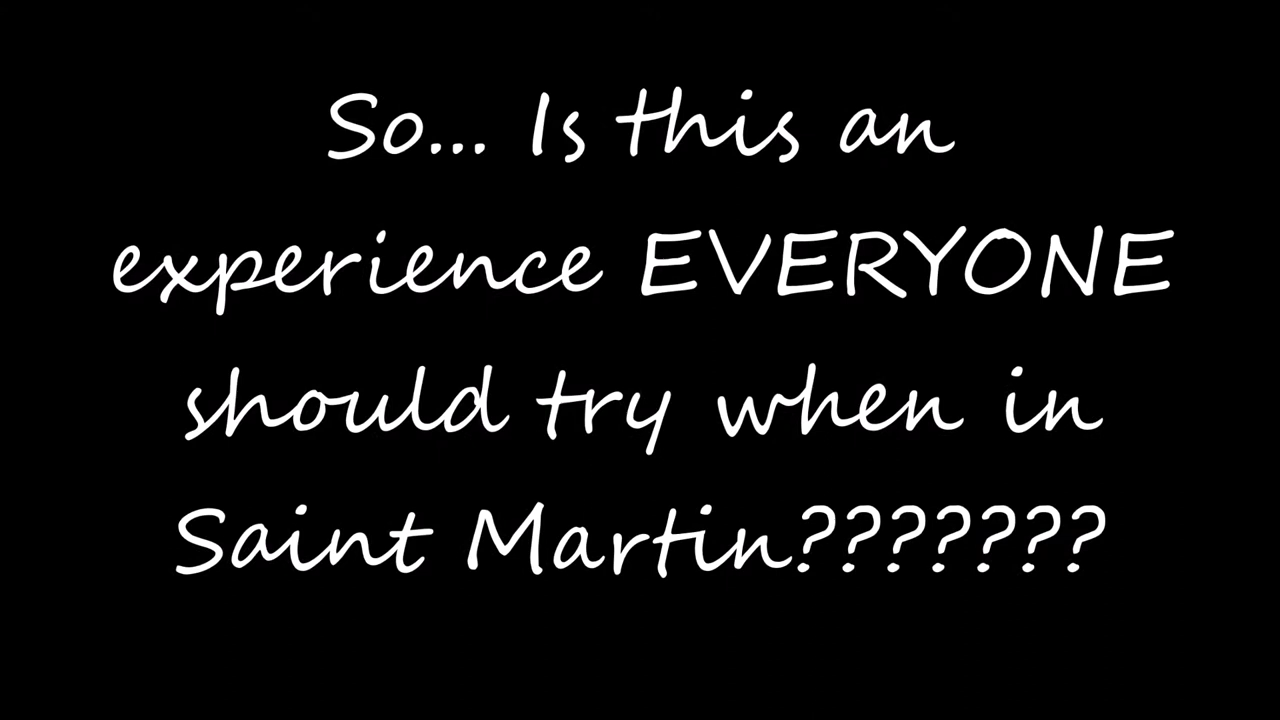 So... Is this an
experience EVERYONE
should try when in
Saint Martin???????